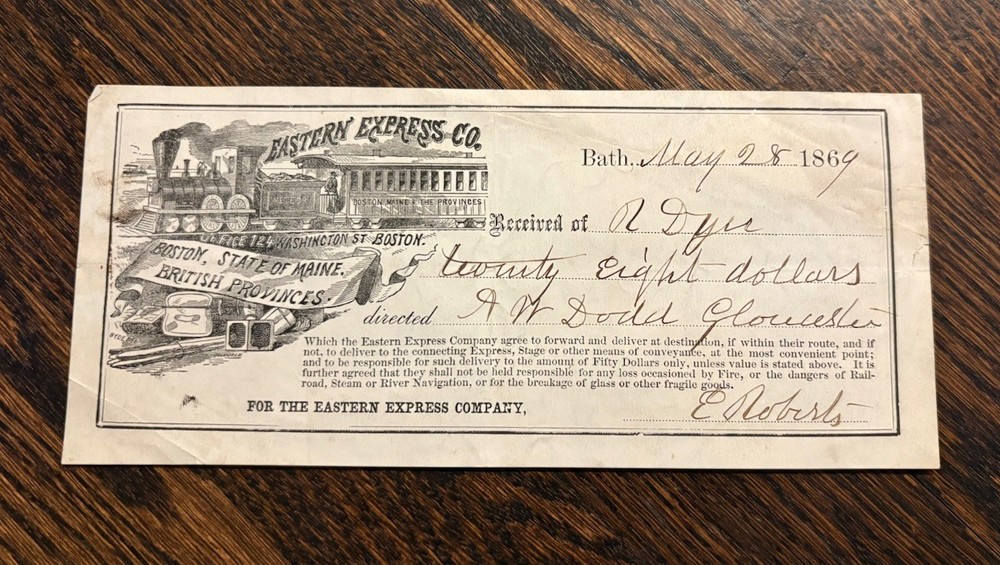 EASTERN EXPRESS CO.
BOSTON MAINE & THE PROVINCES
OFFICE 124 WASHINGTON ST BOSTON.
BOSTON, STATE OF MAINE.
BRITISH PROVINCES.
Bath, May 28 1869
Received of R Dyer
twenty eight dollars
directed A W Dodd Gloucester
Which the Eastern Express Company agree to forward and deliver at destination, if within their route, and if
not, to deliver to the connecting Express, Stage or other means of conveyance, at the most convenient point;
and to be responsible for such delivery to the amount of Fifty Dollars only, unless value is stated above. It is
further agreed that they shall not be held responsible for any loss occasioned by Fire, or the dangers of Rail-
road, Steam or River Navigation, or for the breakage of glass or other fragile goods.
FOR THE EASTERN EXPRESS COMPANY,
E Roberts